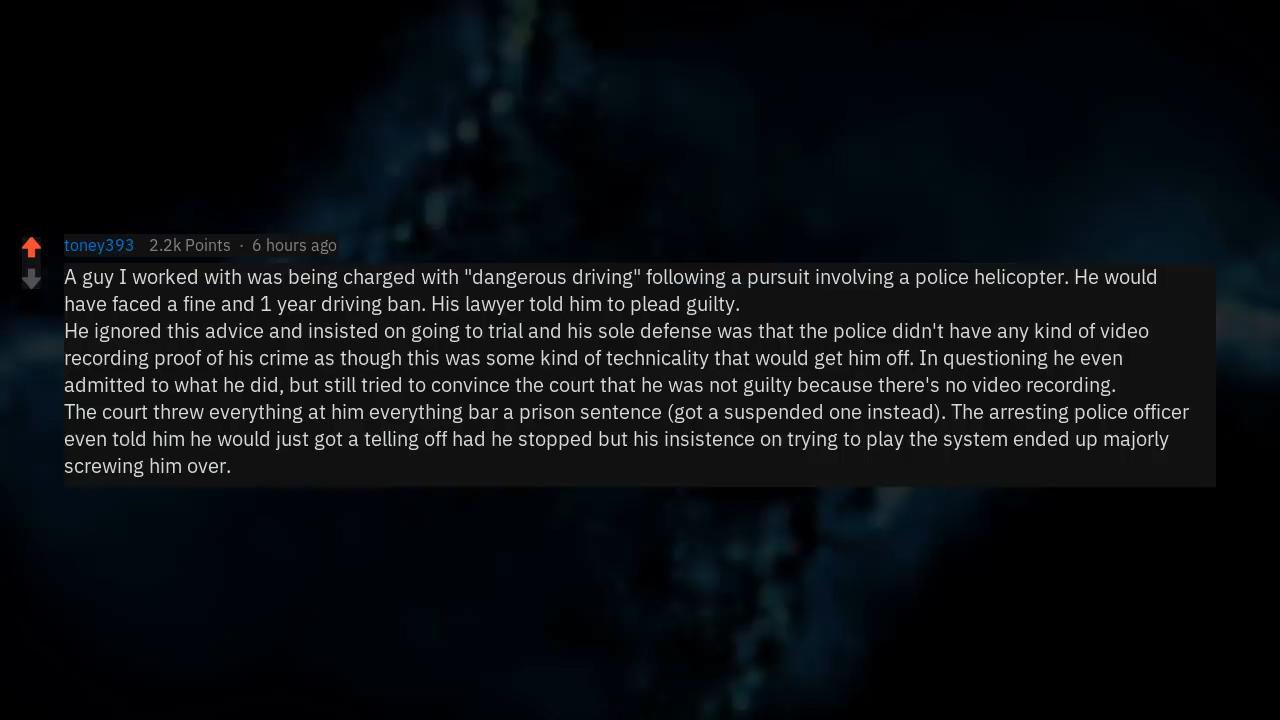 toney393 2.2k Points · 6 hours ago
A guy I worked with was being charged with "dangerous driving" following a pursuit involving a police helicopter. He would
have faced a fine and 1 year driving ban. His lawyer told him to plead guilty.
He ignored this advice and insisted on going to trial and his sole defense was that the police didn't have any kind of video
recording proof of his crime as though this was some kind of technicality that would get him off. In questioning he even
admitted to what he did, but still tried to convince the court that he was not guilty because there's no video recording.
The court threw everything at him everything bar a prison sentence (got a suspended one instead). The arresting police officer
even told him he would just got a telling off had he stopped but his insistence on trying to play the system ended up majorly
screwing him over.